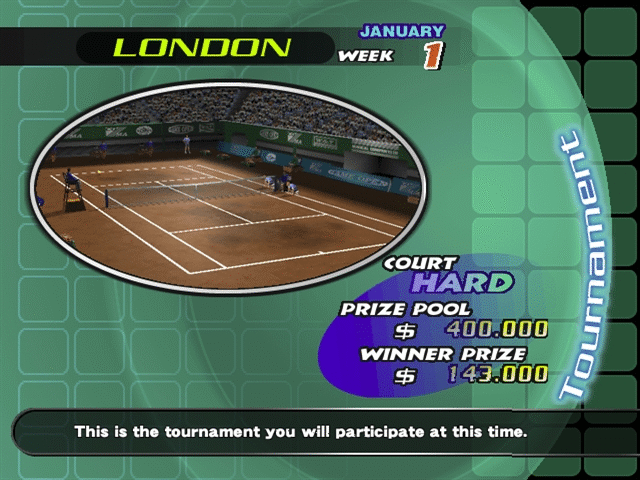 LONDON
JANUARY
WEEK 1
COURT
HARD
PRIZE POOL
$ 400.000
WINNER PRIZE
$ 143.000
Tournament
This is the tournament you will participate at this time.